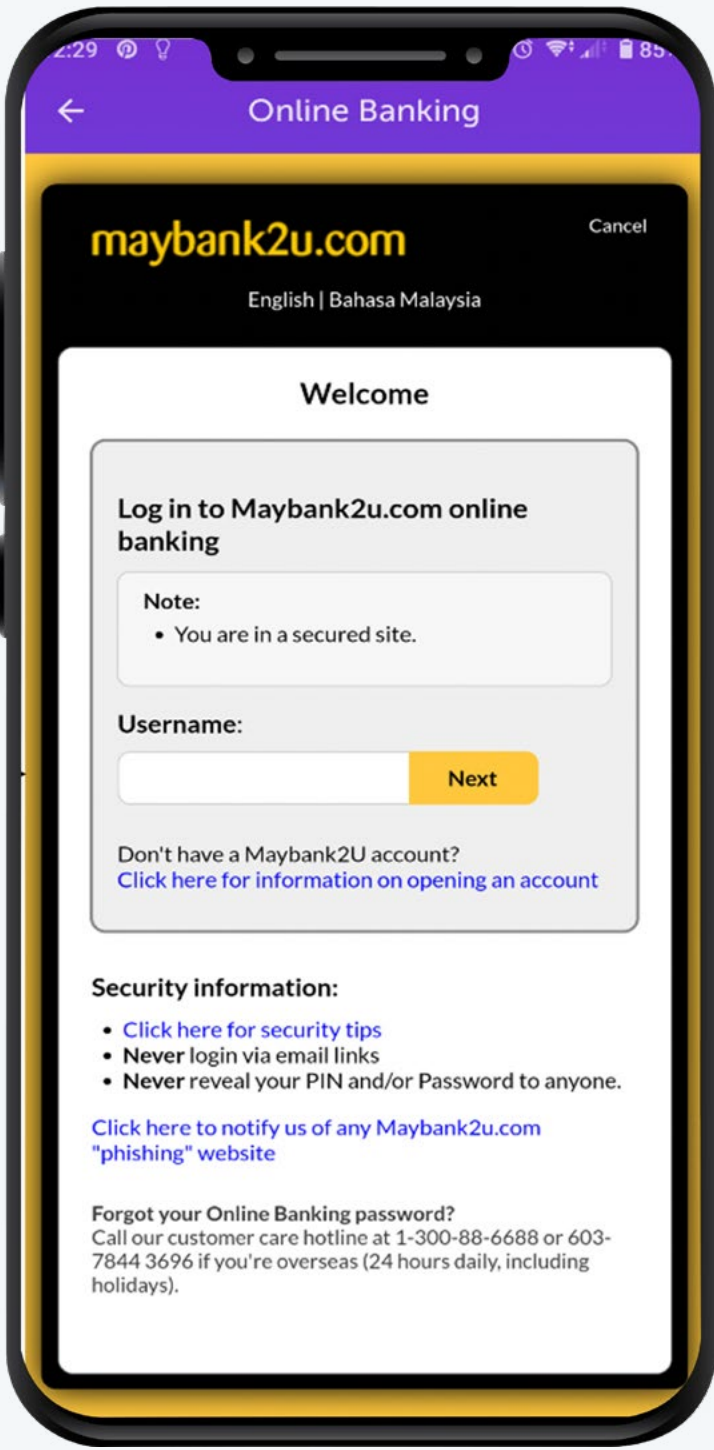 2:29 85
Online Banking
maybank2u.com
Cancel
English | Bahasa Malaysia
Welcome
Log in to Maybank2u.com online
banking
Note:
• You are in a secured site.
Username:
Next
Don't have a Maybank2U account?
Click here for information on opening an account
Security information:
• Click here for security tips
• Never login via email links
• Never reveal your PIN and/or Password to anyone.
Click here to notify us of any Maybank2u.com
"phishing" website
Forgot your Online Banking password?
Call our customer care hotline at 1-300-88-6688 or 603-
7844 3696 if you're overseas (24 hours daily, including
holidays).